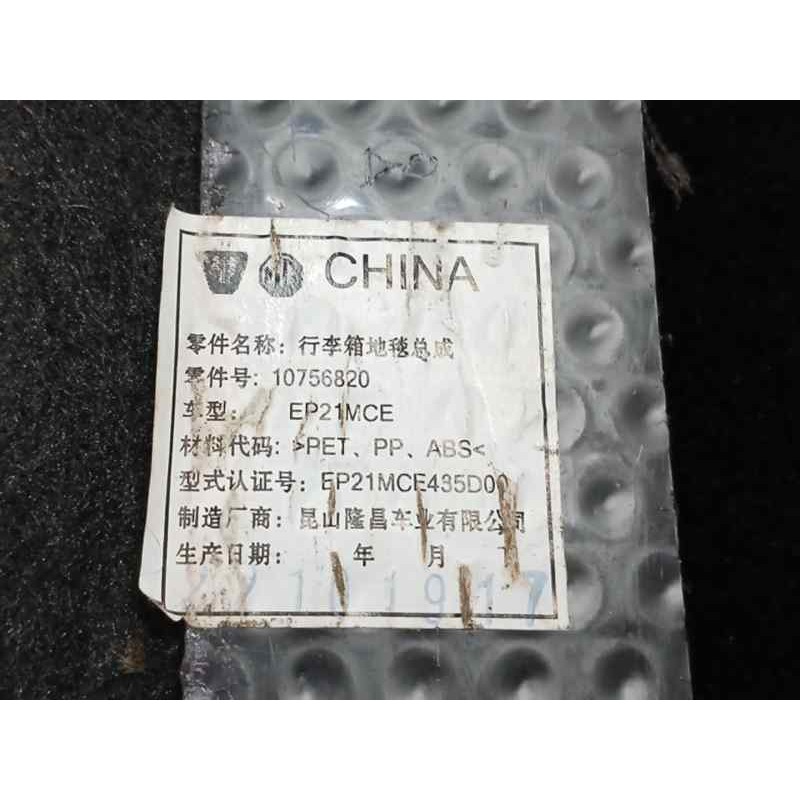 CHINA
零件名称：行李箱地毯总成
零件号：10756820
车型： EP21MCE
材料代码：>PET、PP、ABS<
型式认证号：EP21MCE435D00
制造厂商：昆山隆昌车业有限公司
生产日期： 年 月